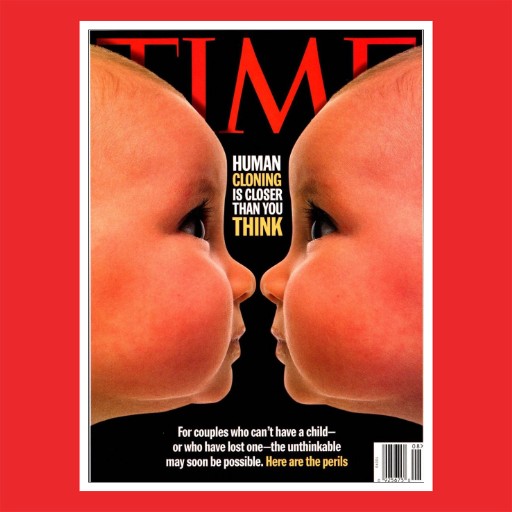 TIME
HUMAN
CLONING
IS CLOSER
THAN YOU
THINK
For couples who can't have a child—
or who have lost one—the unthinkable
may soon be possible. Here are the perils
08>